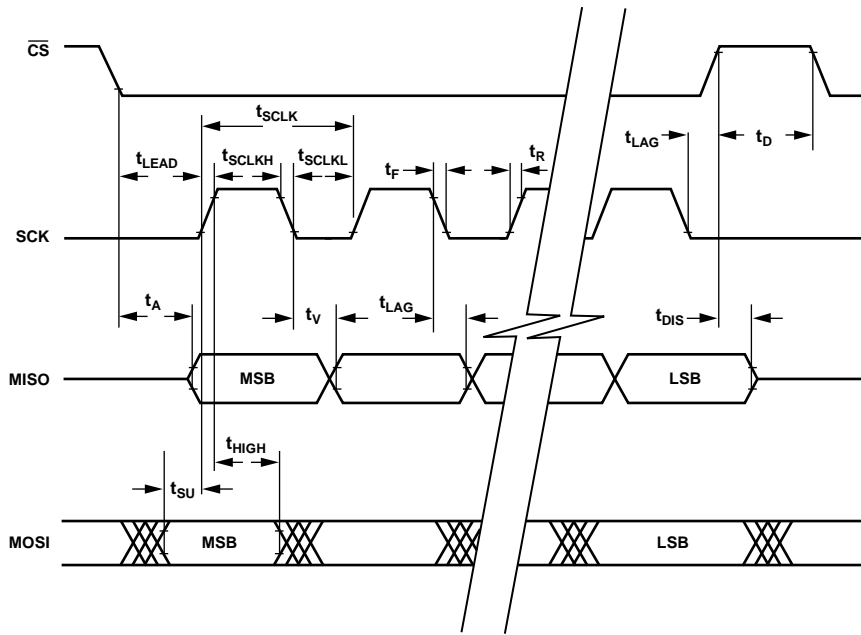 CS
tSCLK
tLEAD
tSCLKH
tSCLKL
tF
tR
tLAG
tD
SCK
tA
tV
tLAG
tDIS
MISO
MSB
LSB
tHIGH
tSU
MOSI
MSB
LSB